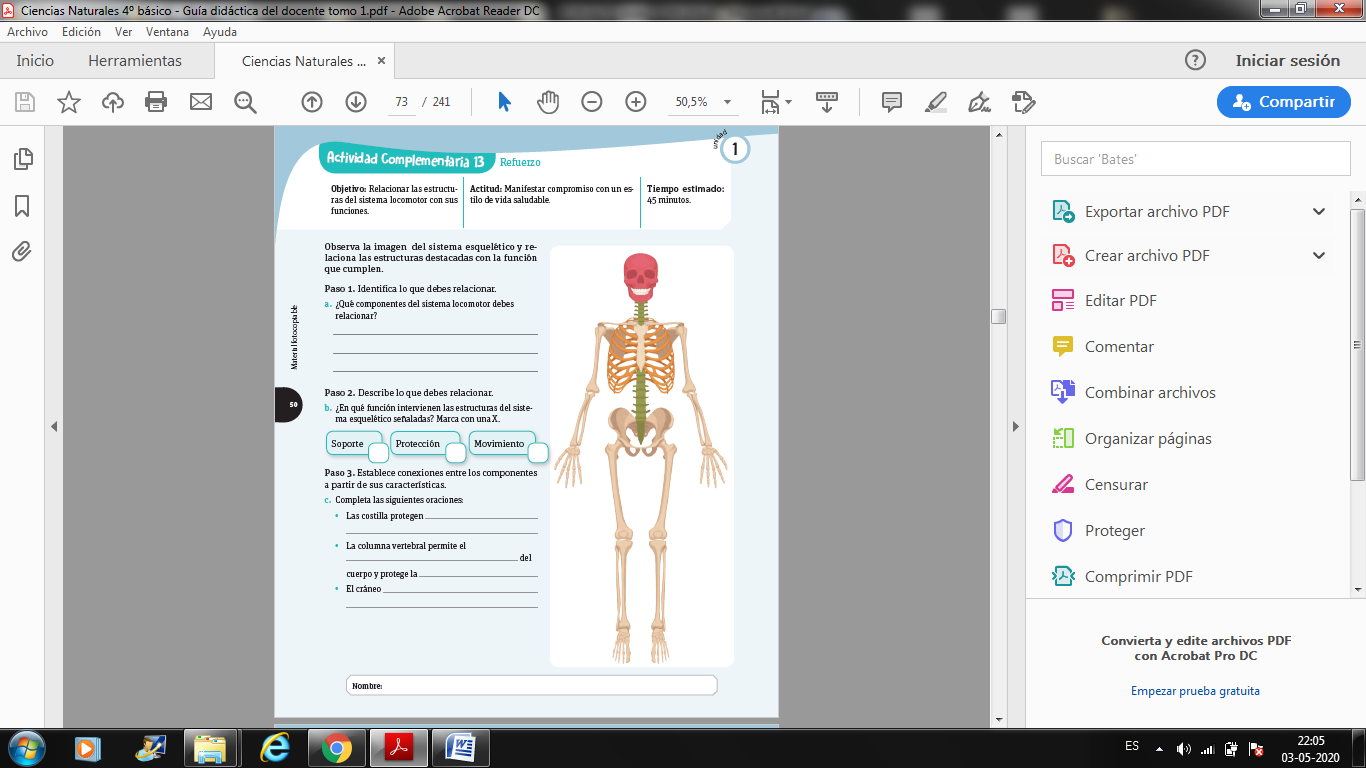 Ciencias Naturales 4º básico - Guía didáctica del docente tomo 1.pdf - Adobe Acrobat Reader DC
Archivo Edición Ver Ventana Ayuda
Inicio Herramientas Ciencias Naturales ... × Iniciar sesión
73 / 241 50,5% Compartir
Actividad Complementaria 13 Refuerzo
Unidad 1
Objetivo: Relacionar las estructu-
ras del sistema locomotor con sus
funciones.
Actitud: Manifestar compromiso con un es-
tilo de vida saludable.
Tiempo estimado:
45 minutos.
Observa la imagen del sistema esquelético y re-
laciona las estructuras destacadas con la función
que cumplen.
Paso 1. Identifica lo que debes relacionar.
a. ¿Qué componentes del sistema locomotor debes
relacionar?
Material fotocopiable
50
Paso 2. Describe lo que debes relacionar.
b. ¿En qué función intervienen las estructuras del siste-
ma esquelético señaladas? Marca con una X.
Soporte Protección Movimiento
Paso 3. Establece conexiones entre los componentes
a partir de sus características.
c. Completa las siguientes oraciones:
• Las costilla protegen
• La columna vertebral permite el
del
cuerpo y protege la
• El cráneo
Nombre:
Buscar 'Bates'
Exportar archivo PDF
Crear archivo PDF
Editar PDF
Comentar
Combinar archivos
Organizar páginas
Censurar
Proteger
Comprimir PDF
Convierta y edite archivos PDF
con Acrobat Pro DC
Empezar prueba gratuita
ES 22:05
03-05-2020